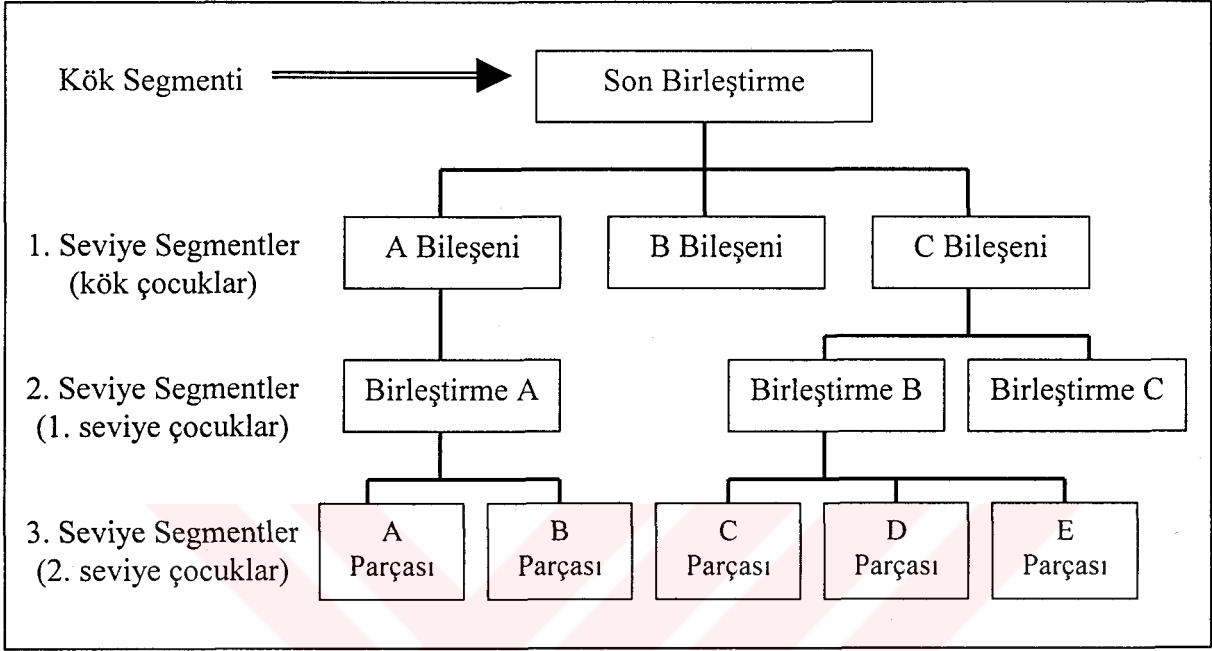 Kök Segmenti
Son Birleştirme
1. Seviye Segmentler
(kök çocuklar)
A Bileşeni
B Bileşeni
C Bileşeni
2. Seviye Segmentler
(1. seviye çocuklar)
Birleştirme A
Birleştirme B
Birleştirme C
3. Seviye Segmentler
(2. seviye çocuklar)
A
Parçası
B
Parçası
C
Parçası
D
Parçası
E
Parçası